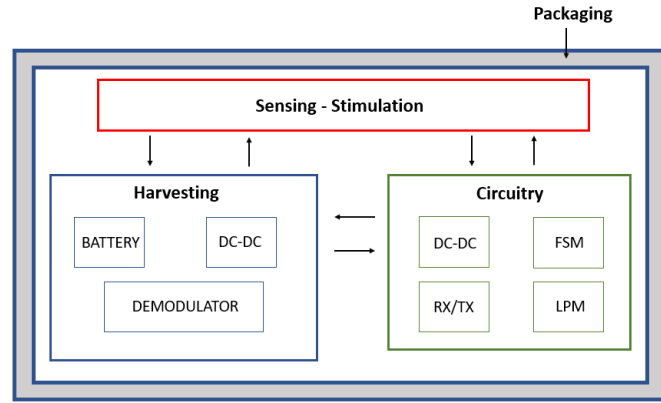 Packaging
Sensing - Stimulation
Harvesting
BATTERY
DC-DC
DEMODULATOR
Circuitry
DC-DC
FSM
RX/TX
LPM